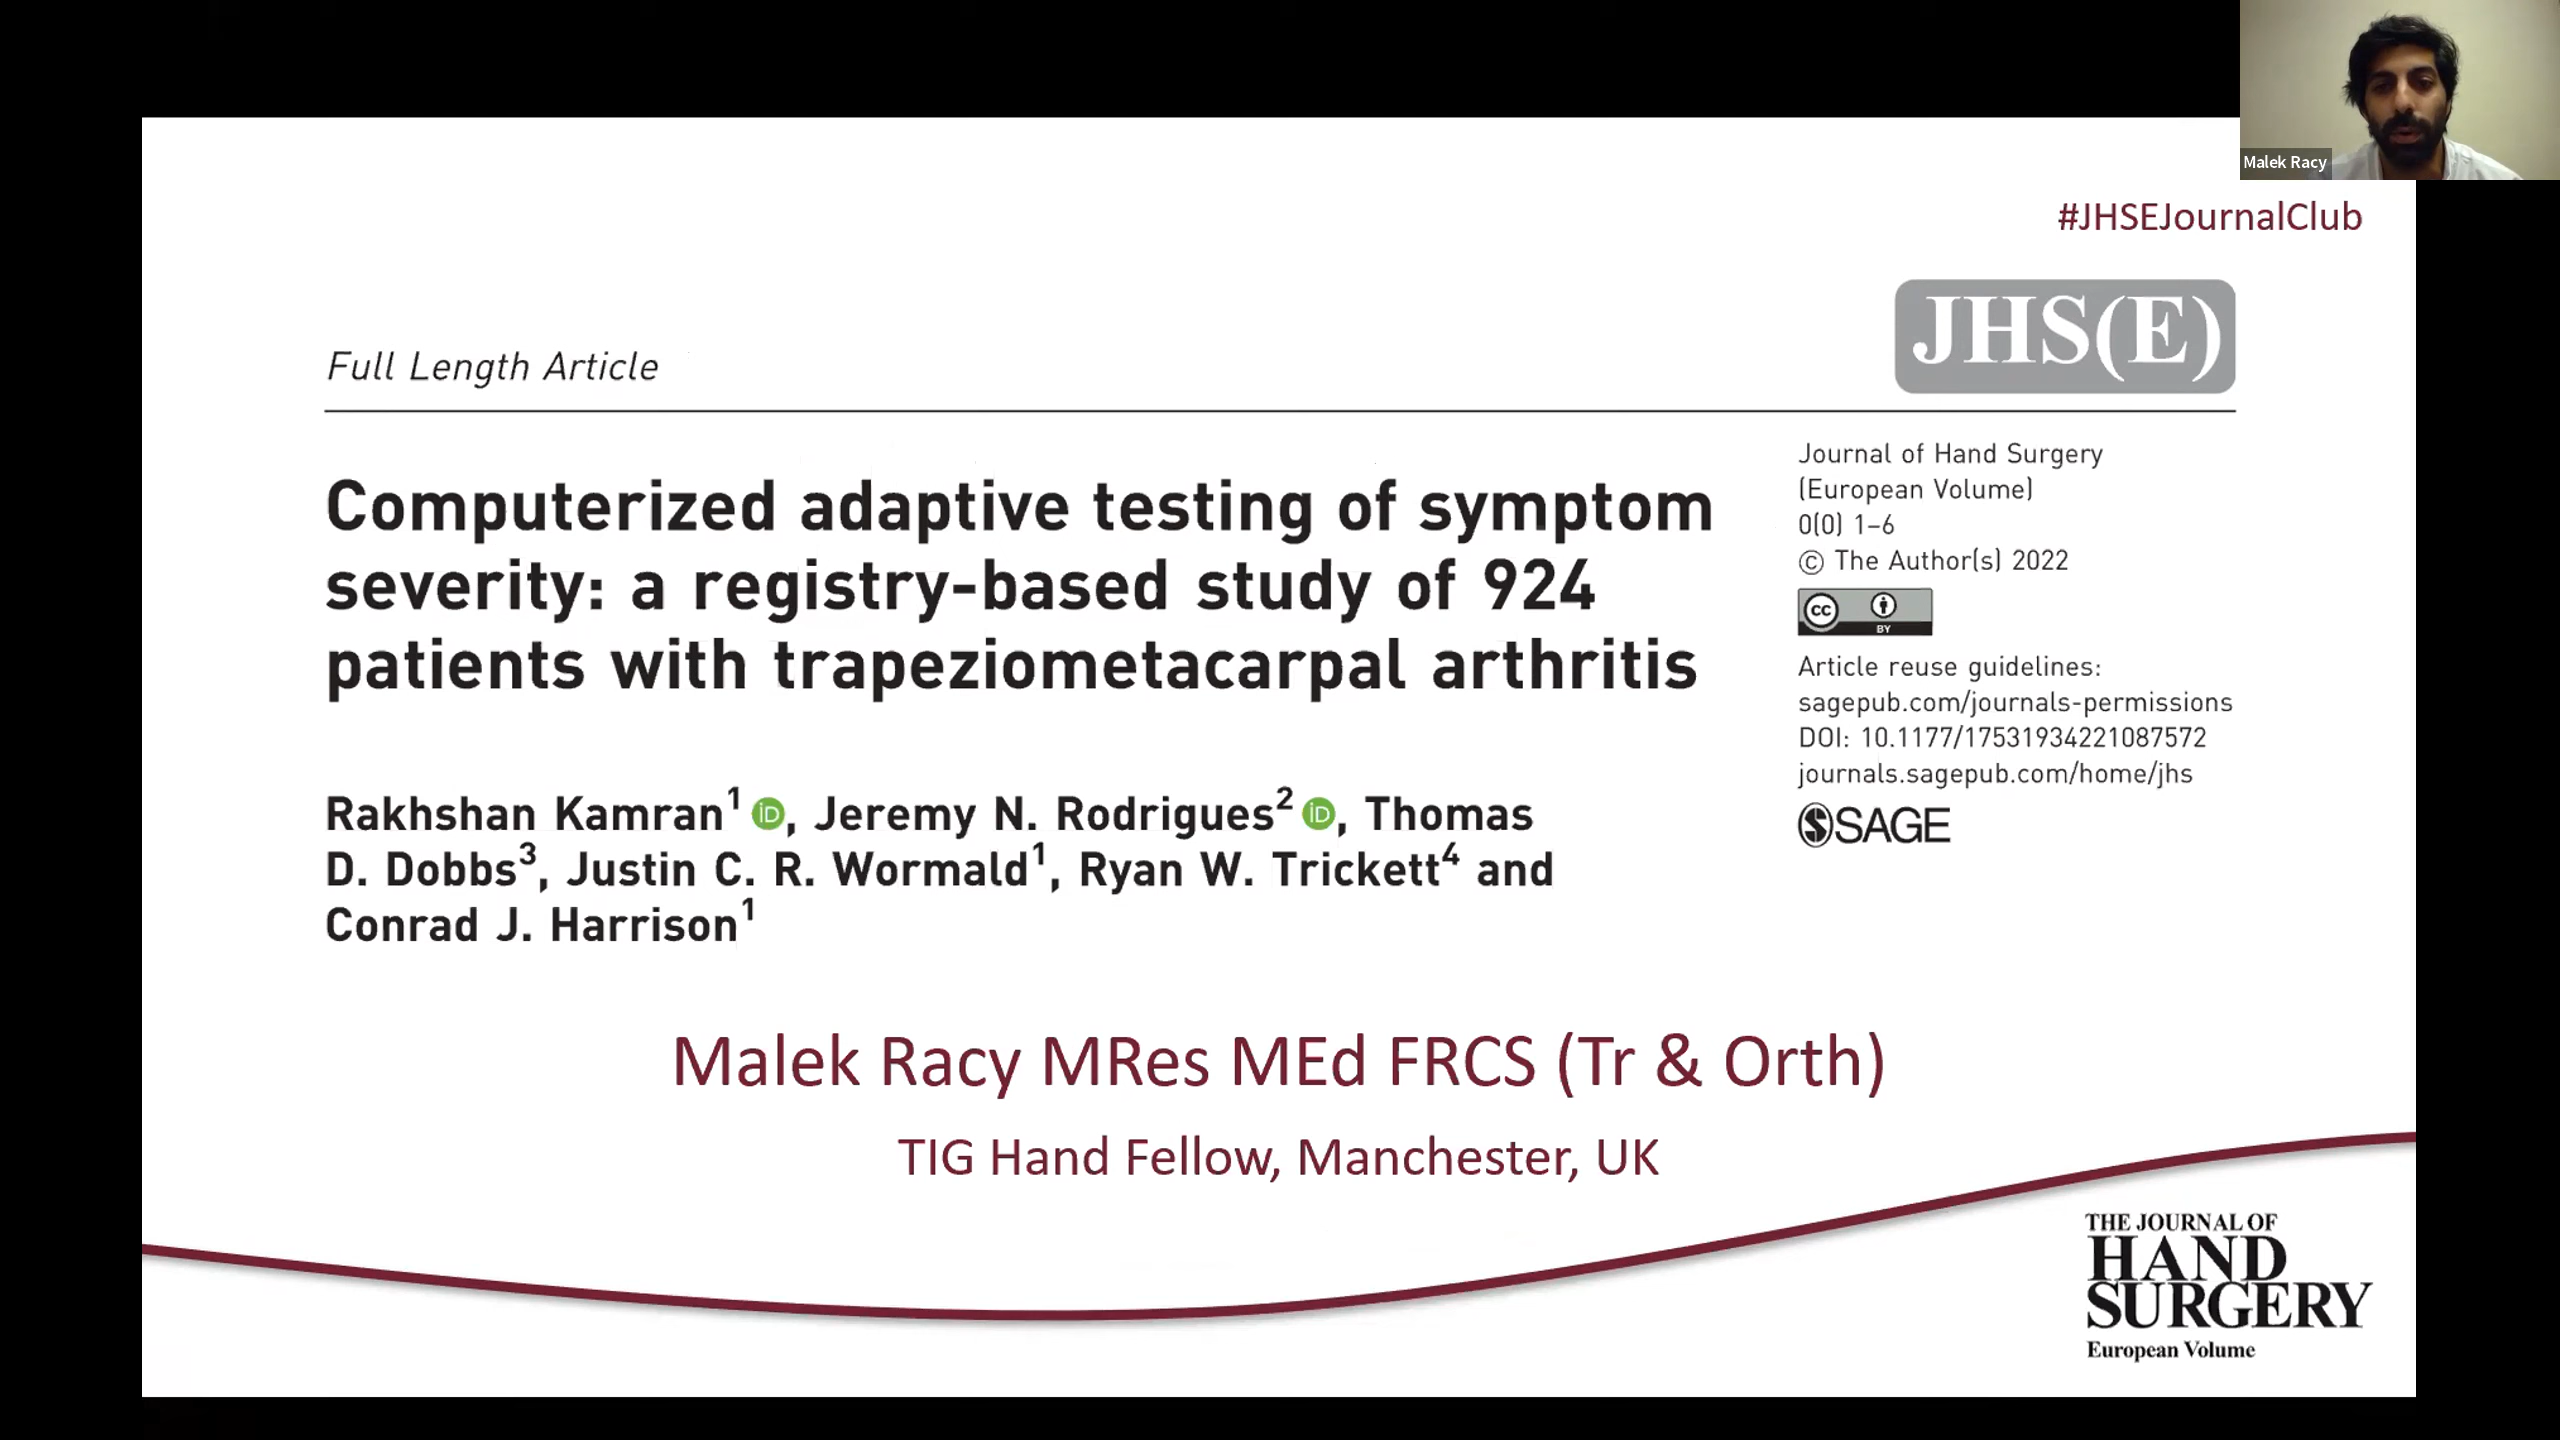 Malek Racy
#JHSEJournalClub
JHS(E)
Full Length Article
Computerized adaptive testing of symptom
severity: a registry-based study of 924
patients with trapeziometacarpal arthritis
Journal of Hand Surgery
(European Volume)
0(0) 1–6
© The Author(s) 2022
cc BY
Article reuse guidelines:
sagepub.com/journals-permissions
DOI: 10.1177/17531934221087572
journals.sagepub.com/home/jhs
SAGE
Rakhshan Kamran1 iD, Jeremy N. Rodrigues2 iD, Thomas
D. Dobbs3, Justin C. R. Wormald1, Ryan W. Trickett4 and
Conrad J. Harrison1
Malek Racy MRes MEd FRCS (Tr & Orth)
TIG Hand Fellow, Manchester, UK
THE JOURNAL OF
HAND
SURGERY
European Volume